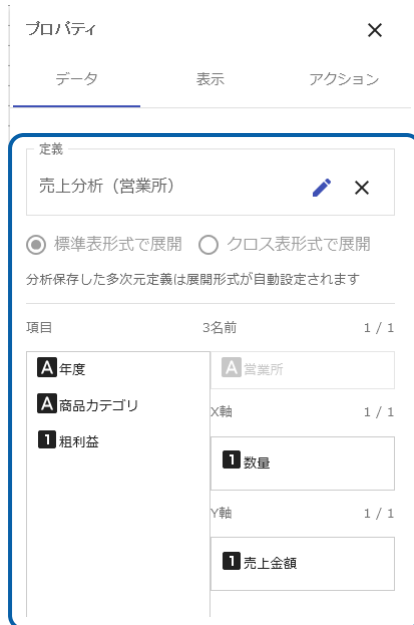 プロパティ ×
データ 表示 アクション
定義
売上分析（営業所） ×
標準表形式で展開 クロス表形式で展開
分析保存した多次元定義は展開形式が自動設定されます
項目 3名前 1 / 1
A 年度 A 営業所
A 商品カテゴリ X軸 1 / 1
1 粗利益 1 数量
Y軸 1 / 1
1 売上金額